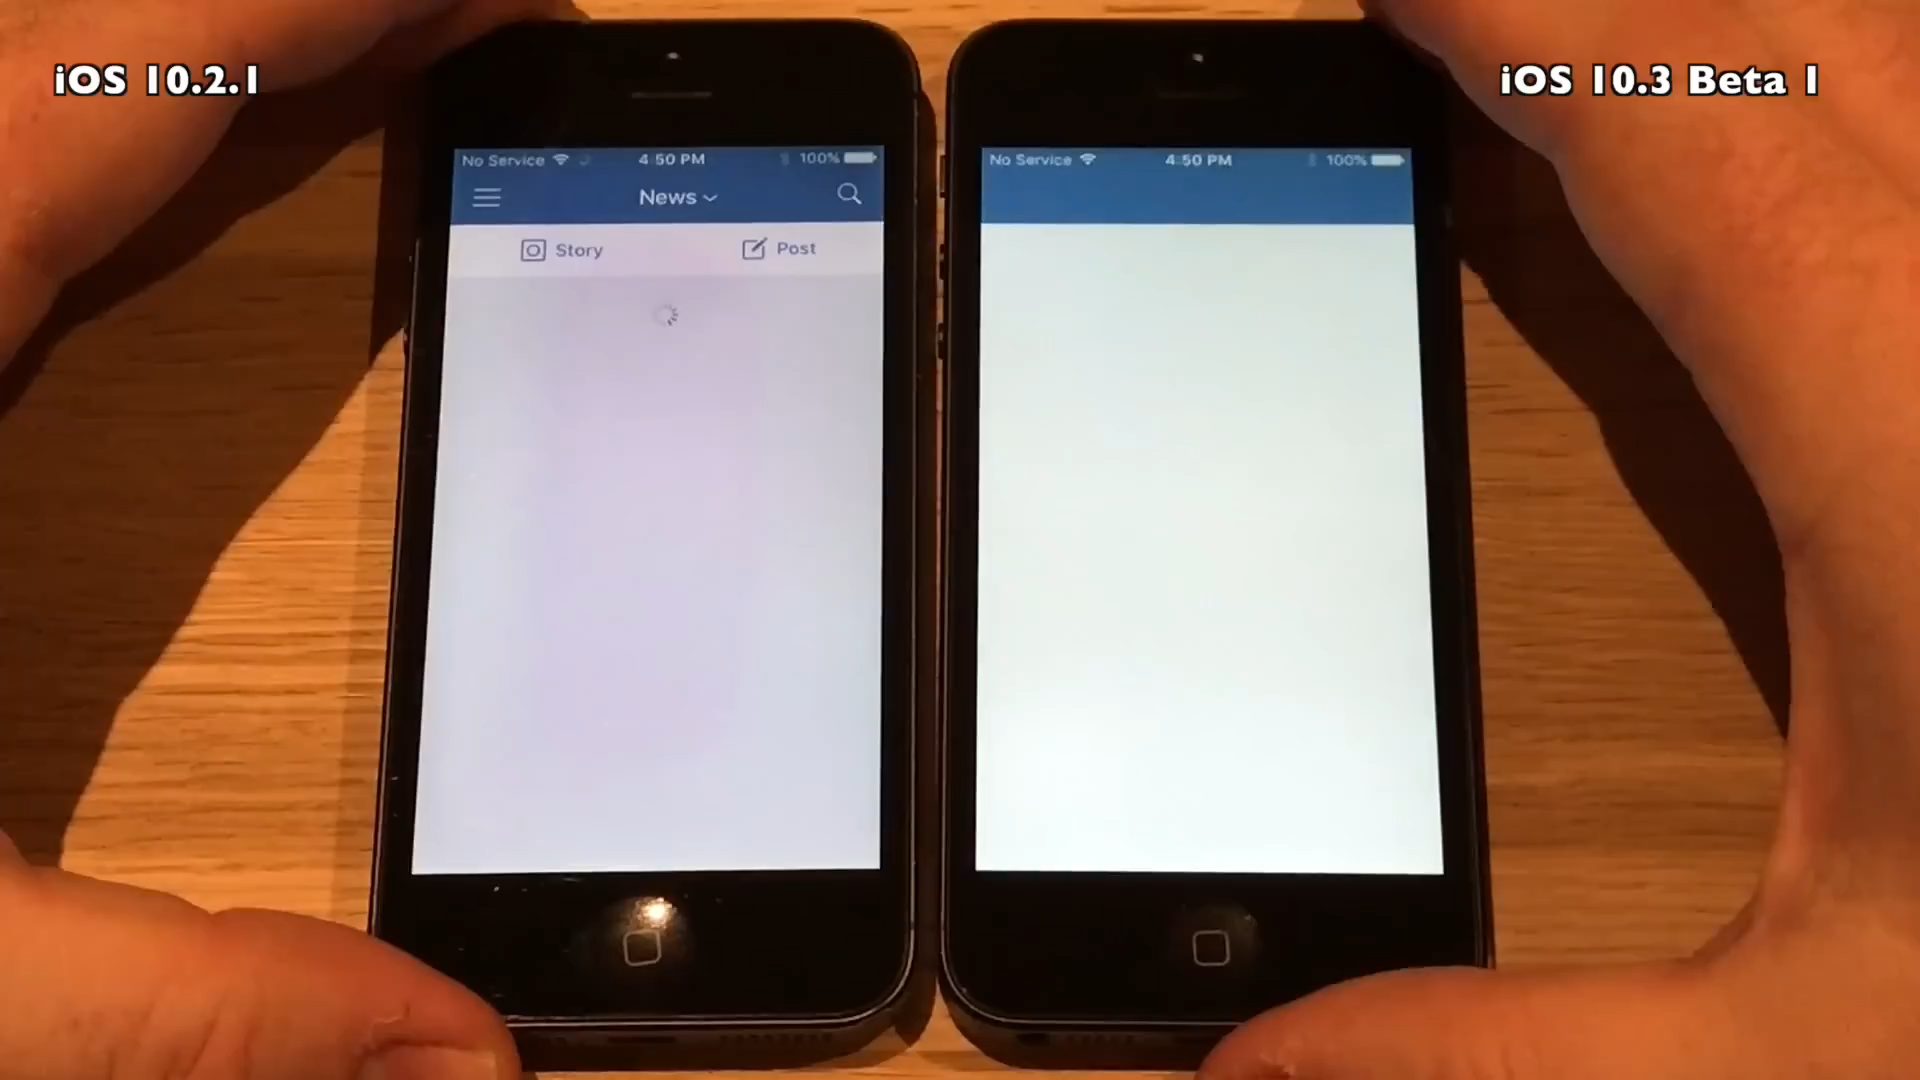 iOS 10.2.1
iOS 10.3 Beta 1
No Service 4:50 PM 100%
News
Story Post
No Service 4:50 PM 100%